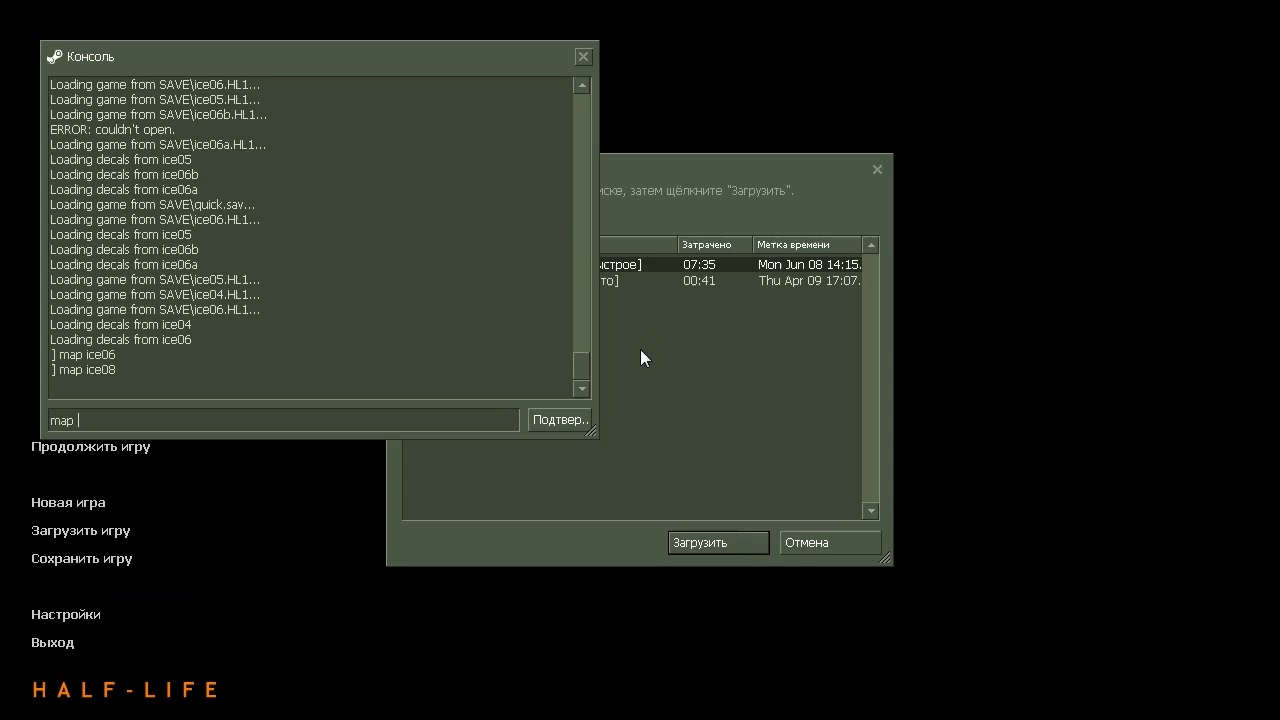 Консоль
Loading game from SAVE\ice06.HL1...
Loading game from SAVE\ice05.HL1...
Loading game from SAVE\ice06b.HL1...
ERROR: couldn't open.
Loading game from SAVE\ice06a.HL1...
Loading decals from ice05
Loading decals from ice06b
Loading decals from ice06a
Loading game from SAVE\quick.sav...
Loading game from SAVE\ice06.HL1...
Loading decals from ice05
Loading decals from ice06b
Loading decals from ice06a
Loading game from SAVE\ice05.HL1...
Loading game from SAVE\ice04.HL1...
Loading game from SAVE\ice06.HL1...
Loading decals from ice04
Loading decals from ice06
] map ice06
] map ice08
map
Подтвер..
иске, затем щёлкните "Загрузить".
Затрачено Метка времени
ыстрое] 07:35 Mon Jun 08 14:15.
то] 00:41 Thu Apr 09 17:07.
Загрузить Отмена
Продолжить игру
Новая игра
Загрузить игру
Сохранить игру
Настройки
Выход
HALF-LIFE